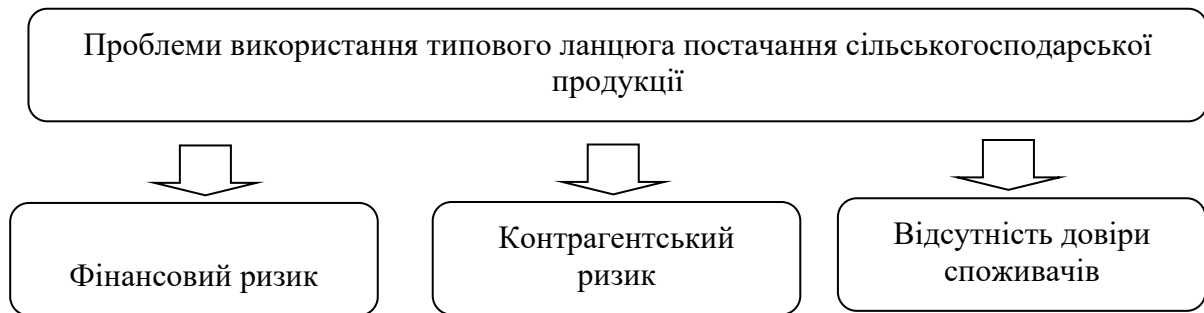 Проблеми використання типового ланцюга постачання сільськогосподарської
продукції
Фінансовий ризик
Контрагентський
ризик
Відсутність довіри
споживачів